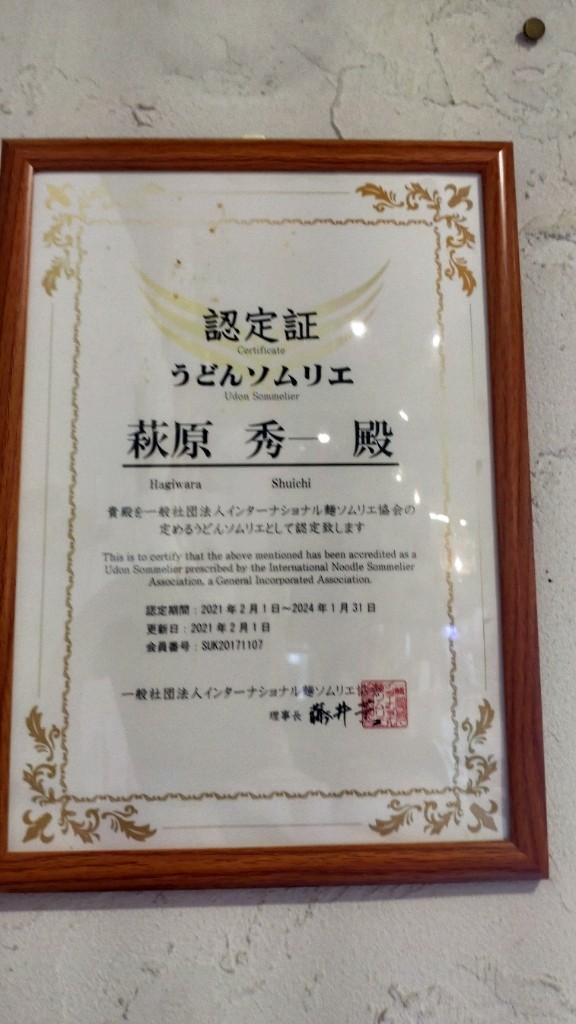 認定証
Certificate
うどんソムリエ
Udon Sommelier
萩原 秀一 殿
Hagiwara Shuichi
貴殿を一般社団法人インターナショナル麺ソムリエ協会の
定めるうどんソムリエとして認定致します
This is to certify that the above mentioned has been accredited as a
Udon Sommelier prescribed by the International Noodle Sommelier
Association, a General Incorporated Association.
認定期間：2021年2月1日～2024年1月31日
更新日：2021年2月1日
会員番号：SUK20171107
一般社団法人インターナショナル麺ソムリエ協会
理事長 藤井